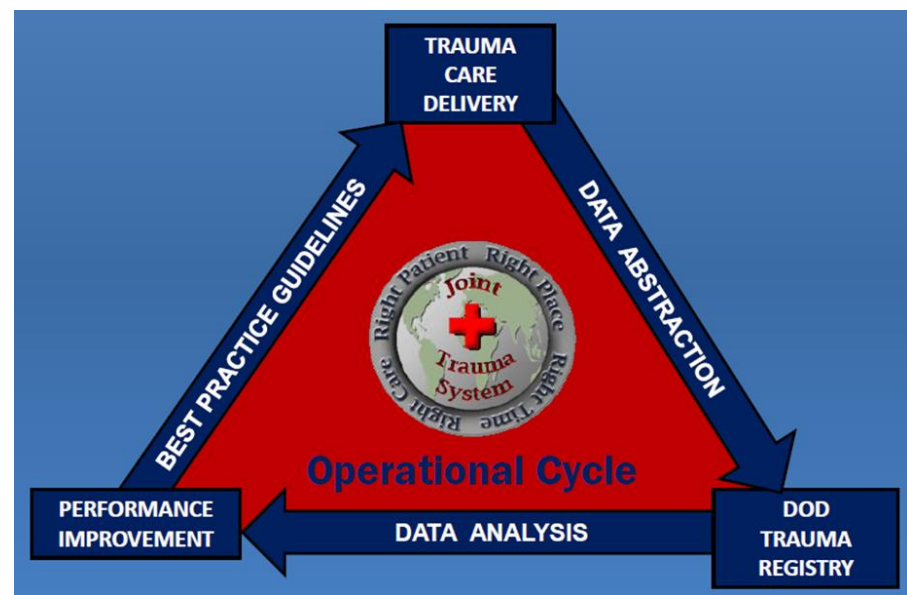 TRAUMA
CARE
DELIVERY
BEST PRACTICE GUIDELINES
DATA ABSTRACTION
Right Patient Right Place Right Time Right Care
Joint
Trauma
System
Operational Cycle
PERFORMANCE
IMPROVEMENT
DATA ANALYSIS
DOD
TRAUMA
REGISTRY